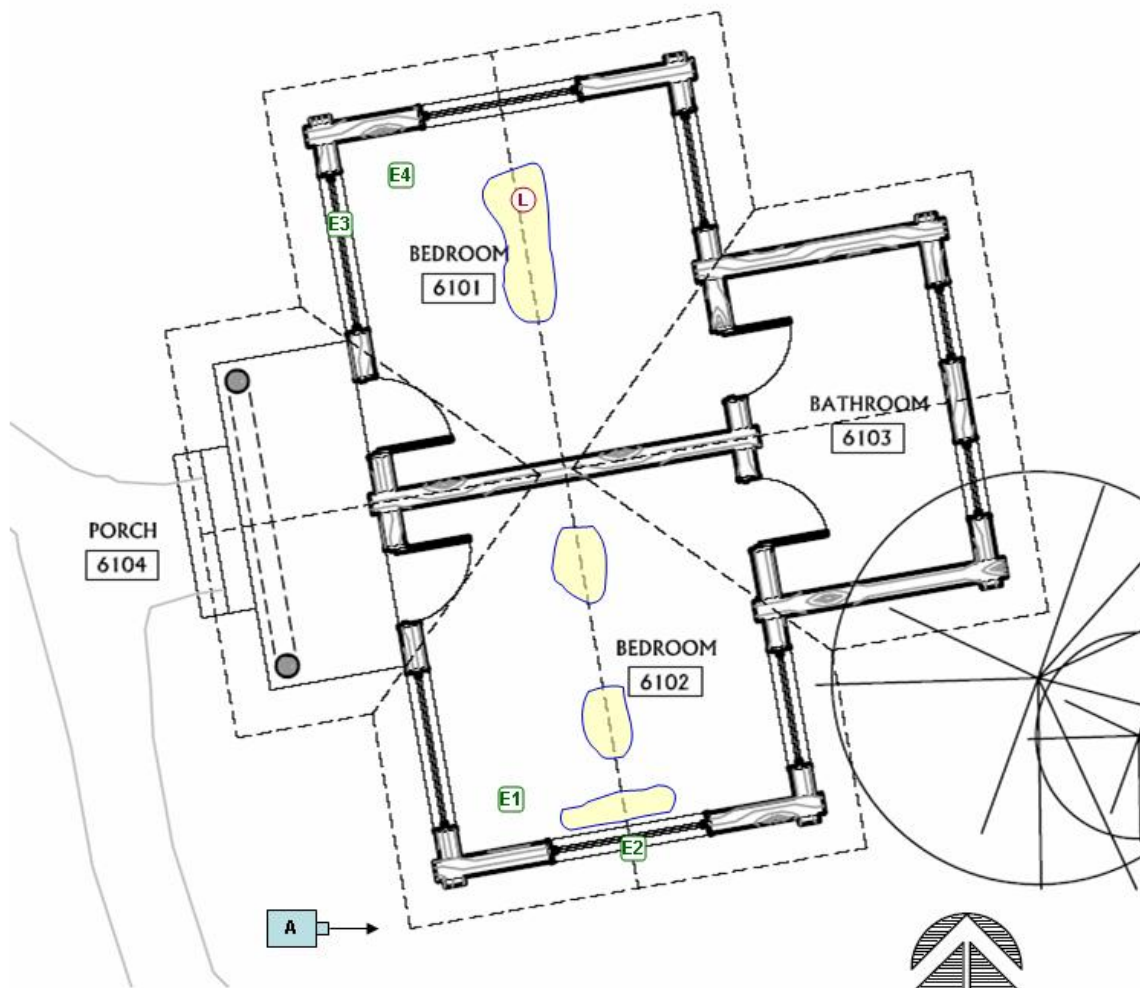 E4
L
E3
BEDROOM
6101
BATHROOM
6103
PORCH
6104
BEDROOM
6102
E1
E2
A